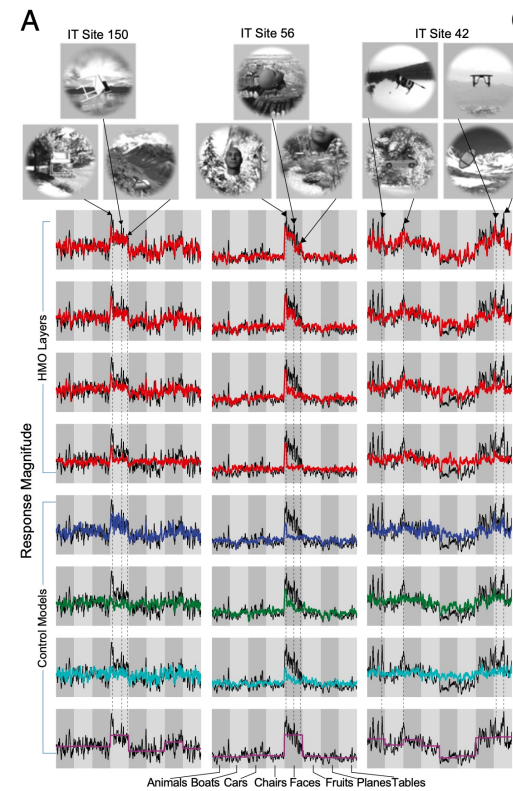 A
IT Site 150
IT Site 56
IT Site 42
HMO Layers
Response Magnifude
Control Models
Animals Boats Cars Chairs Faces Fruits Planes Tables